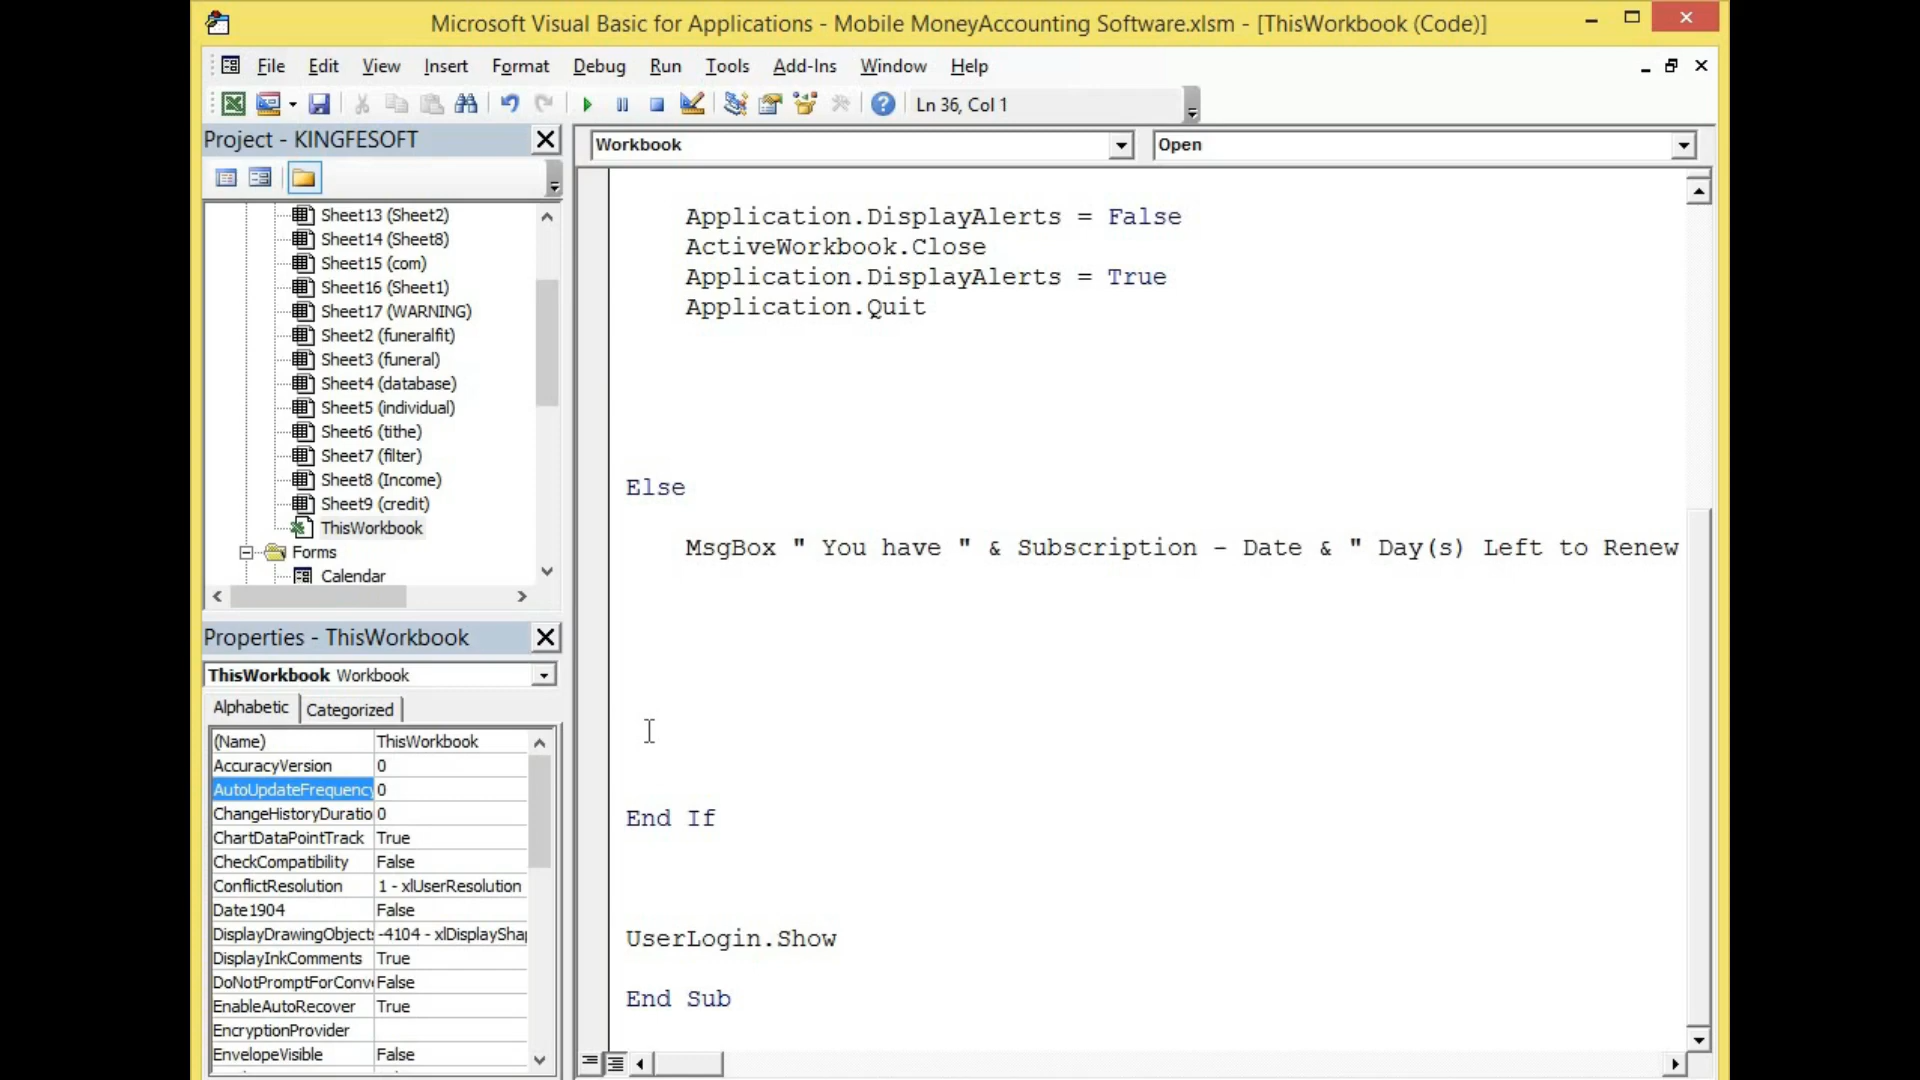 Microsoft Visual Basic for Applications - Mobile MoneyAccounting Software.xlsm - [ThisWorkbook (Code)]
File Edit View Insert Format Debug Run Tools Add-Ins Window Help
Ln 36, Col 1
Project - KINGFESOFT
Sheet13 (Sheet2)
Sheet14 (Sheet8)
Sheet15 (com)
Sheet16 (Sheet1)
Sheet17 (WARNING)
Sheet2 (funeralfit)
Sheet3 (funeral)
Sheet4 (database)
Sheet5 (individual)
Sheet6 (tithe)
Sheet7 (filter)
Sheet8 (Income)
Sheet9 (credit)
ThisWorkbook
Forms
Calendar
Properties - ThisWorkbook
ThisWorkbook Workbook
Alphabetic Categorized
(Name) ThisWorkbook
AccuracyVersion 0
AutoUpdateFrequency 0
ChangeHistoryDuratio 0
ChartDataPointTrack True
CheckCompatibility False
ConflictResolution 1 - xlUserResolution
Date1904 False
DisplayDrawingObject: -4104 - xlDisplayShap
DisplayInkComments True
DoNotPromptForConv False
EnableAutoRecover True
EncryptionProvider
EnvelopeVisible False
Workbook Open
Application.DisplayAlerts = False
ActiveWorkbook.Close
Application.DisplayAlerts = True
Application.Quit
Else
MsgBox " You have " & Subscription - Date & " Day(s) Left to Renew
End If
UserLogin.Show
End Sub